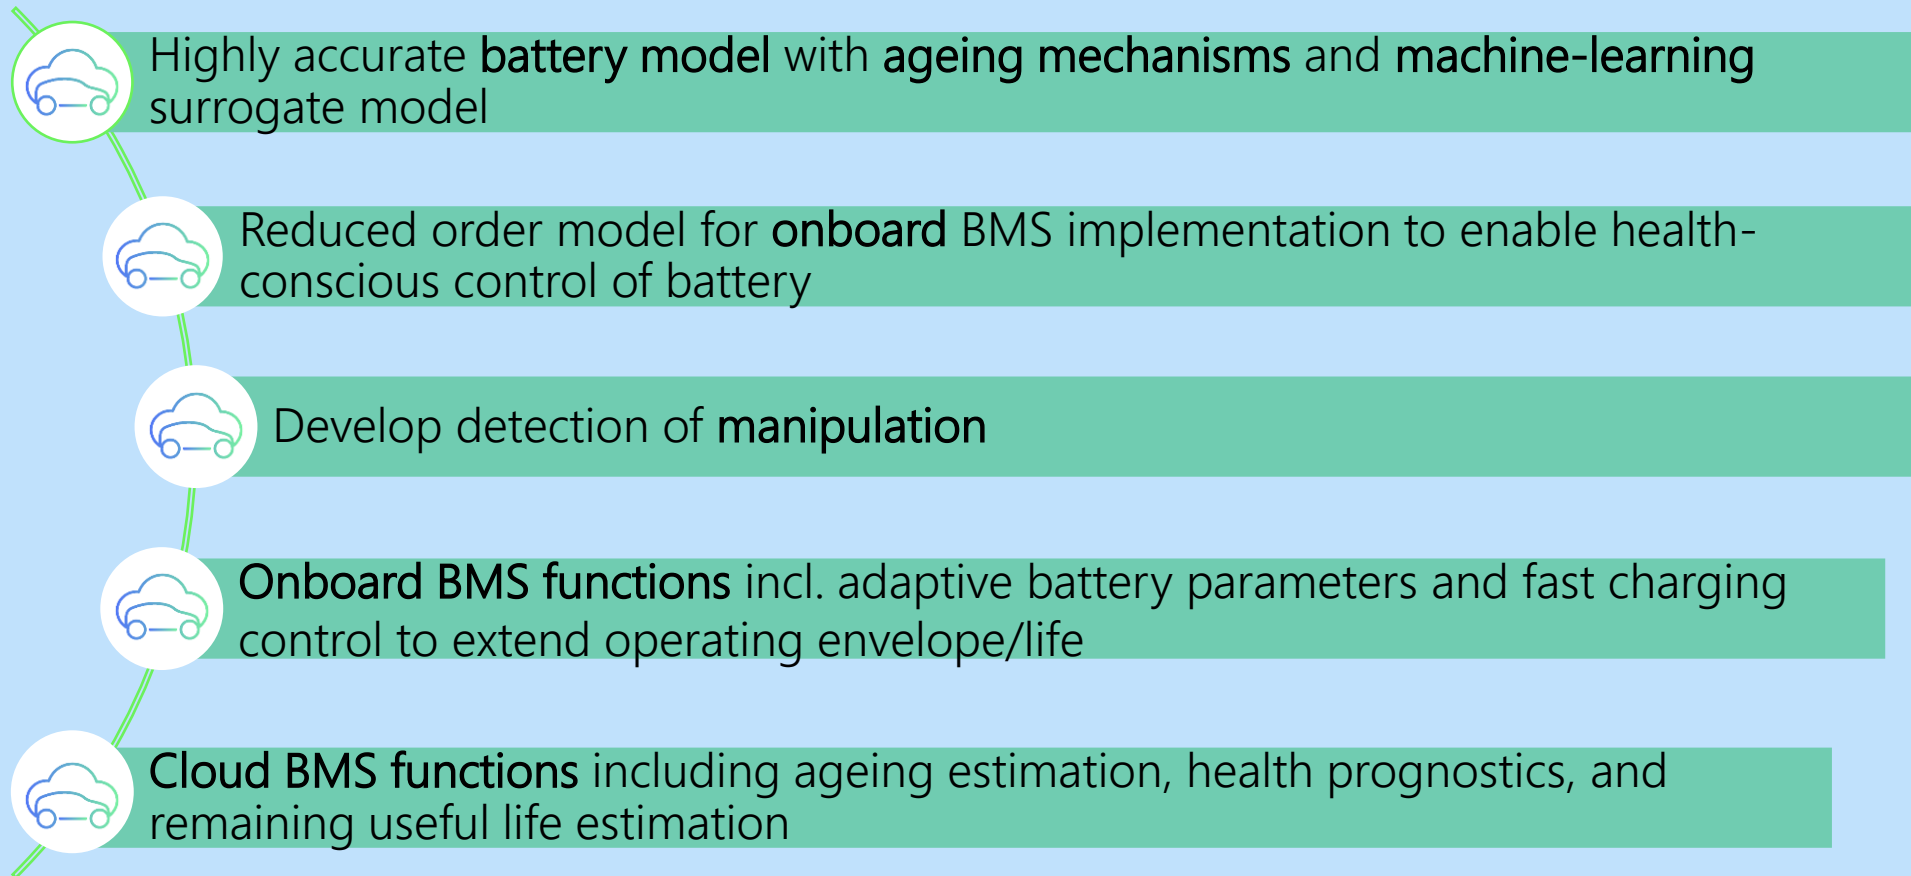 Highly accurate battery model with ageing mechanisms and machine-learning
surrogate model
Reduced order model for onboard BMS implementation to enable health-
conscious control of battery
Develop detection of manipulation
Onboard BMS functions incl. adaptive battery parameters and fast charging
control to extend operating envelope/life
Cloud BMS functions including ageing estimation, health prognostics, and
remaining useful life estimation